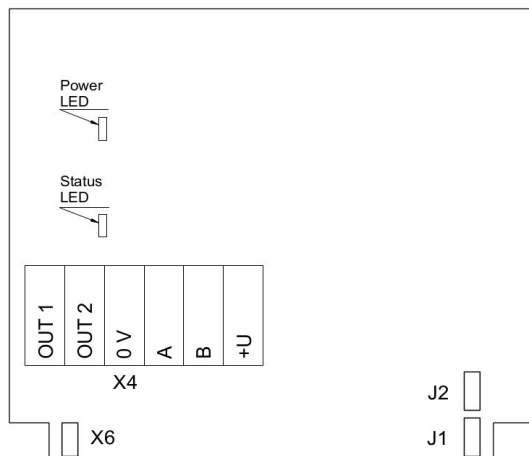 Power
LED
Status
LED
OUT 1
OUT 2
0 V
A
B
+U
X4
J2
X6
J1